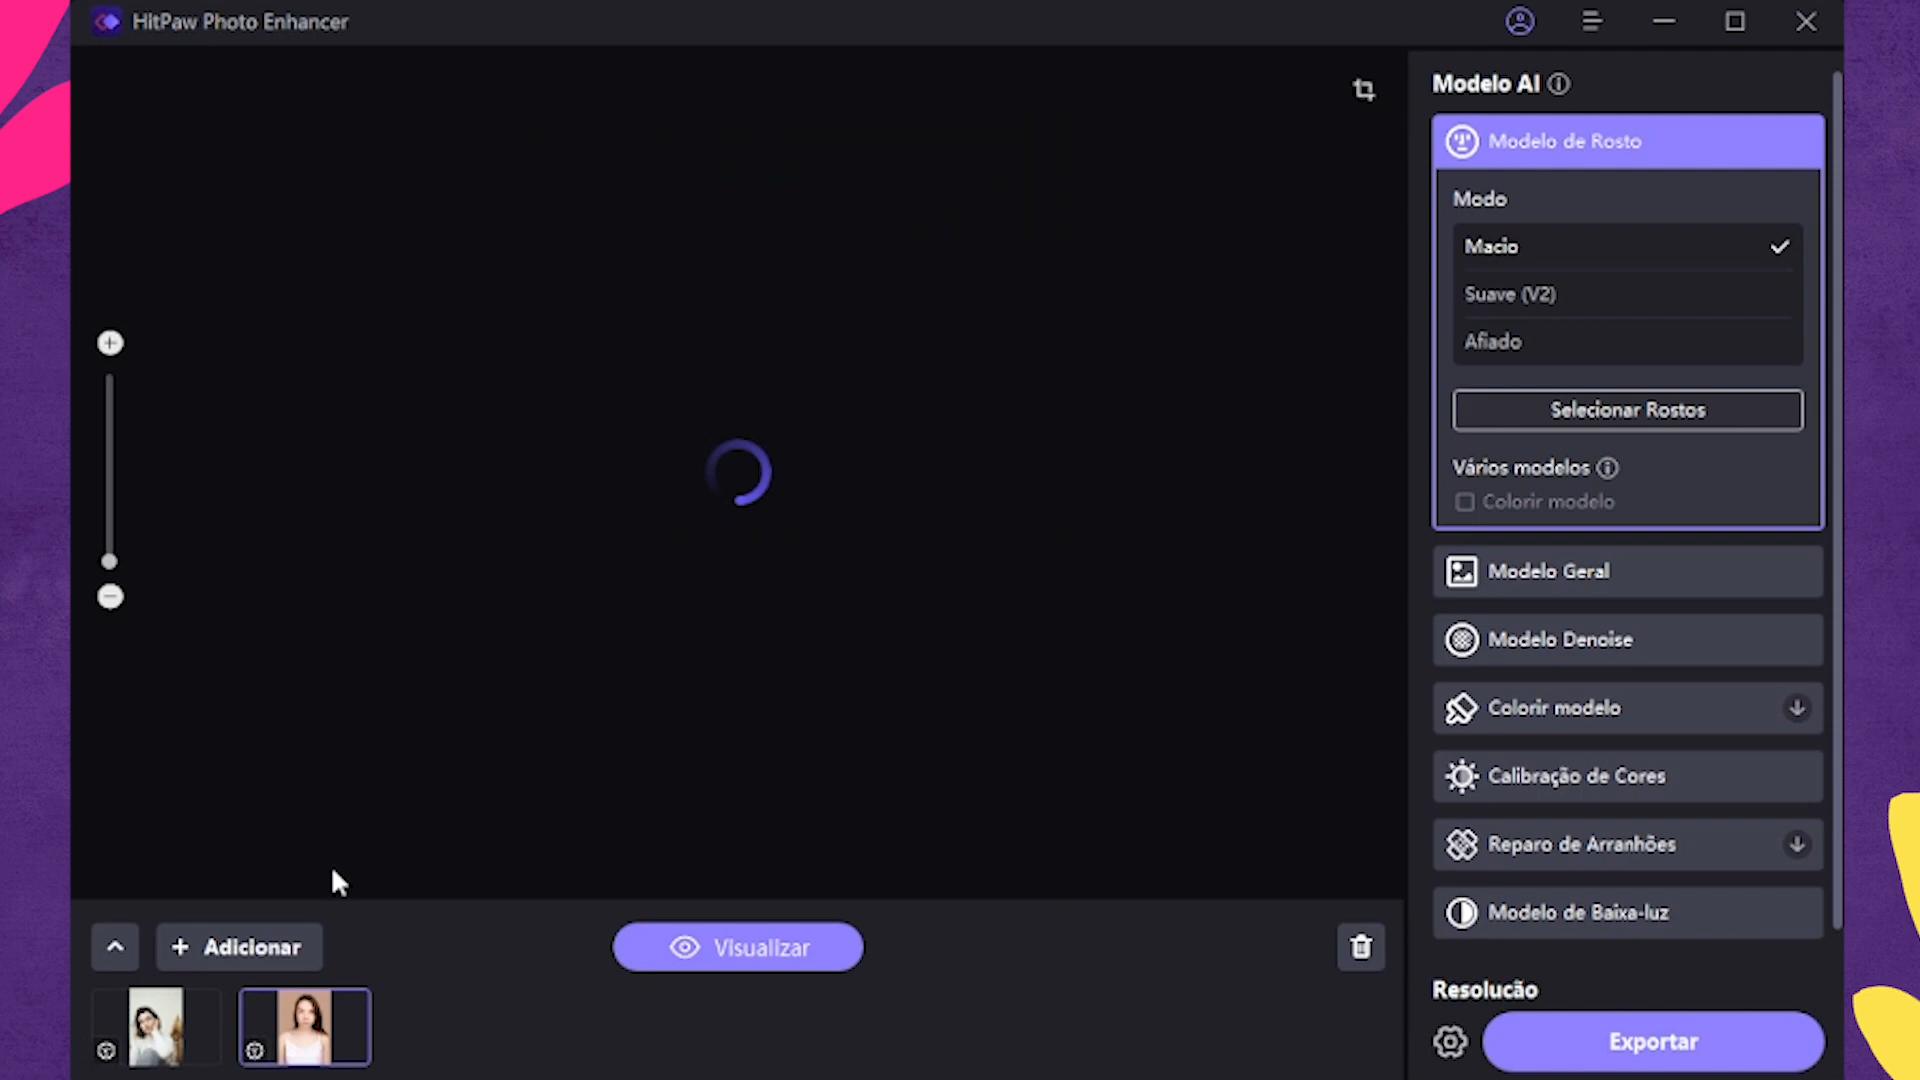 HitPaw Photo Enhancer
Modelo AI
Modelo de Rosto
Modo
Macio
Suave (V2)
Afiado
Selecionar Rostos
Vários modelos
Colorir modelo
Modelo Geral
Modelo Denoise
Colorir modelo
Calibração de Cores
Reparo de Arranhões
Modelo de Baixa-luz
Adicionar
Visualizar
Resolucão
Exportar